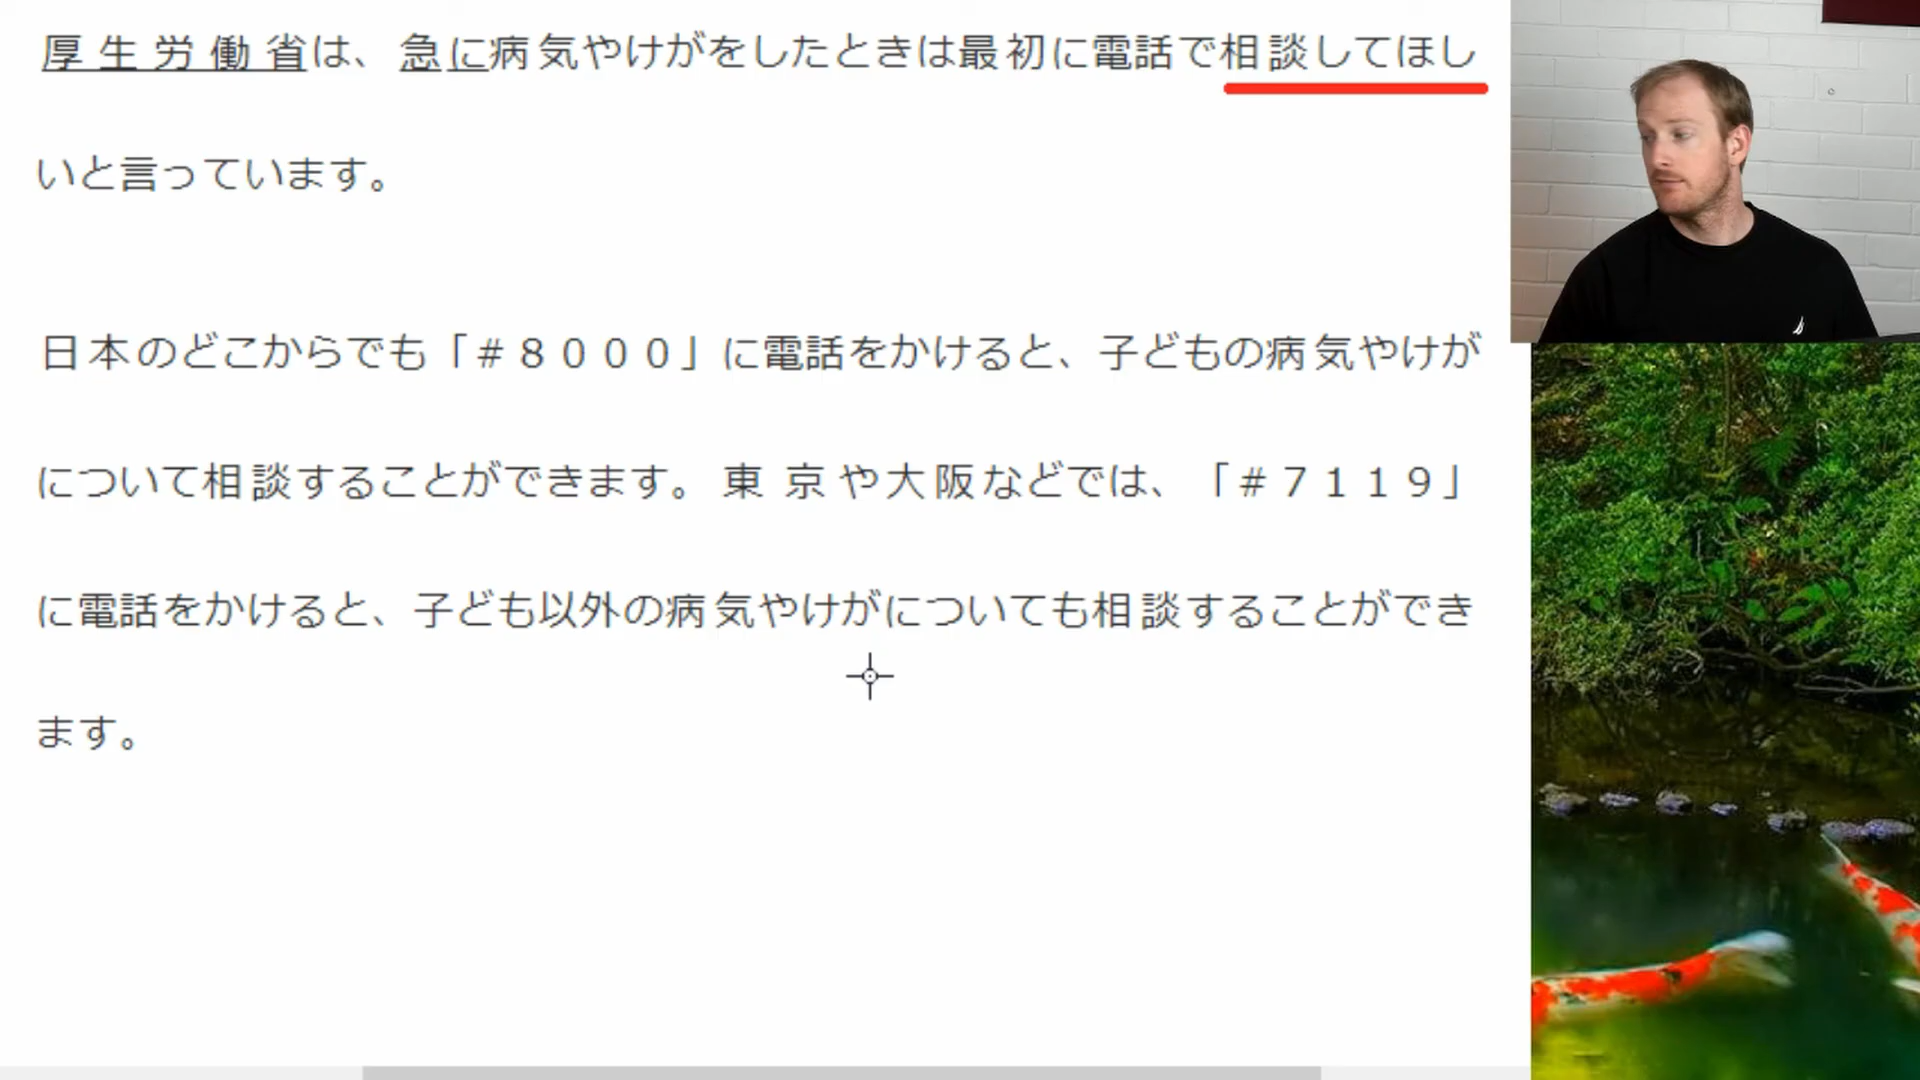 厚生労働省は、急に病気やけがをしたときは最初に電話で相談してほし
いと言っています。
日本のどこからでも「＃８０００」に電話をかけると、子どもの病気やけが
について相談することができます。東京や大阪などでは、「＃７１１９」
に電話をかけると、子ども以外の病気やけがについても相談することができ
ます。